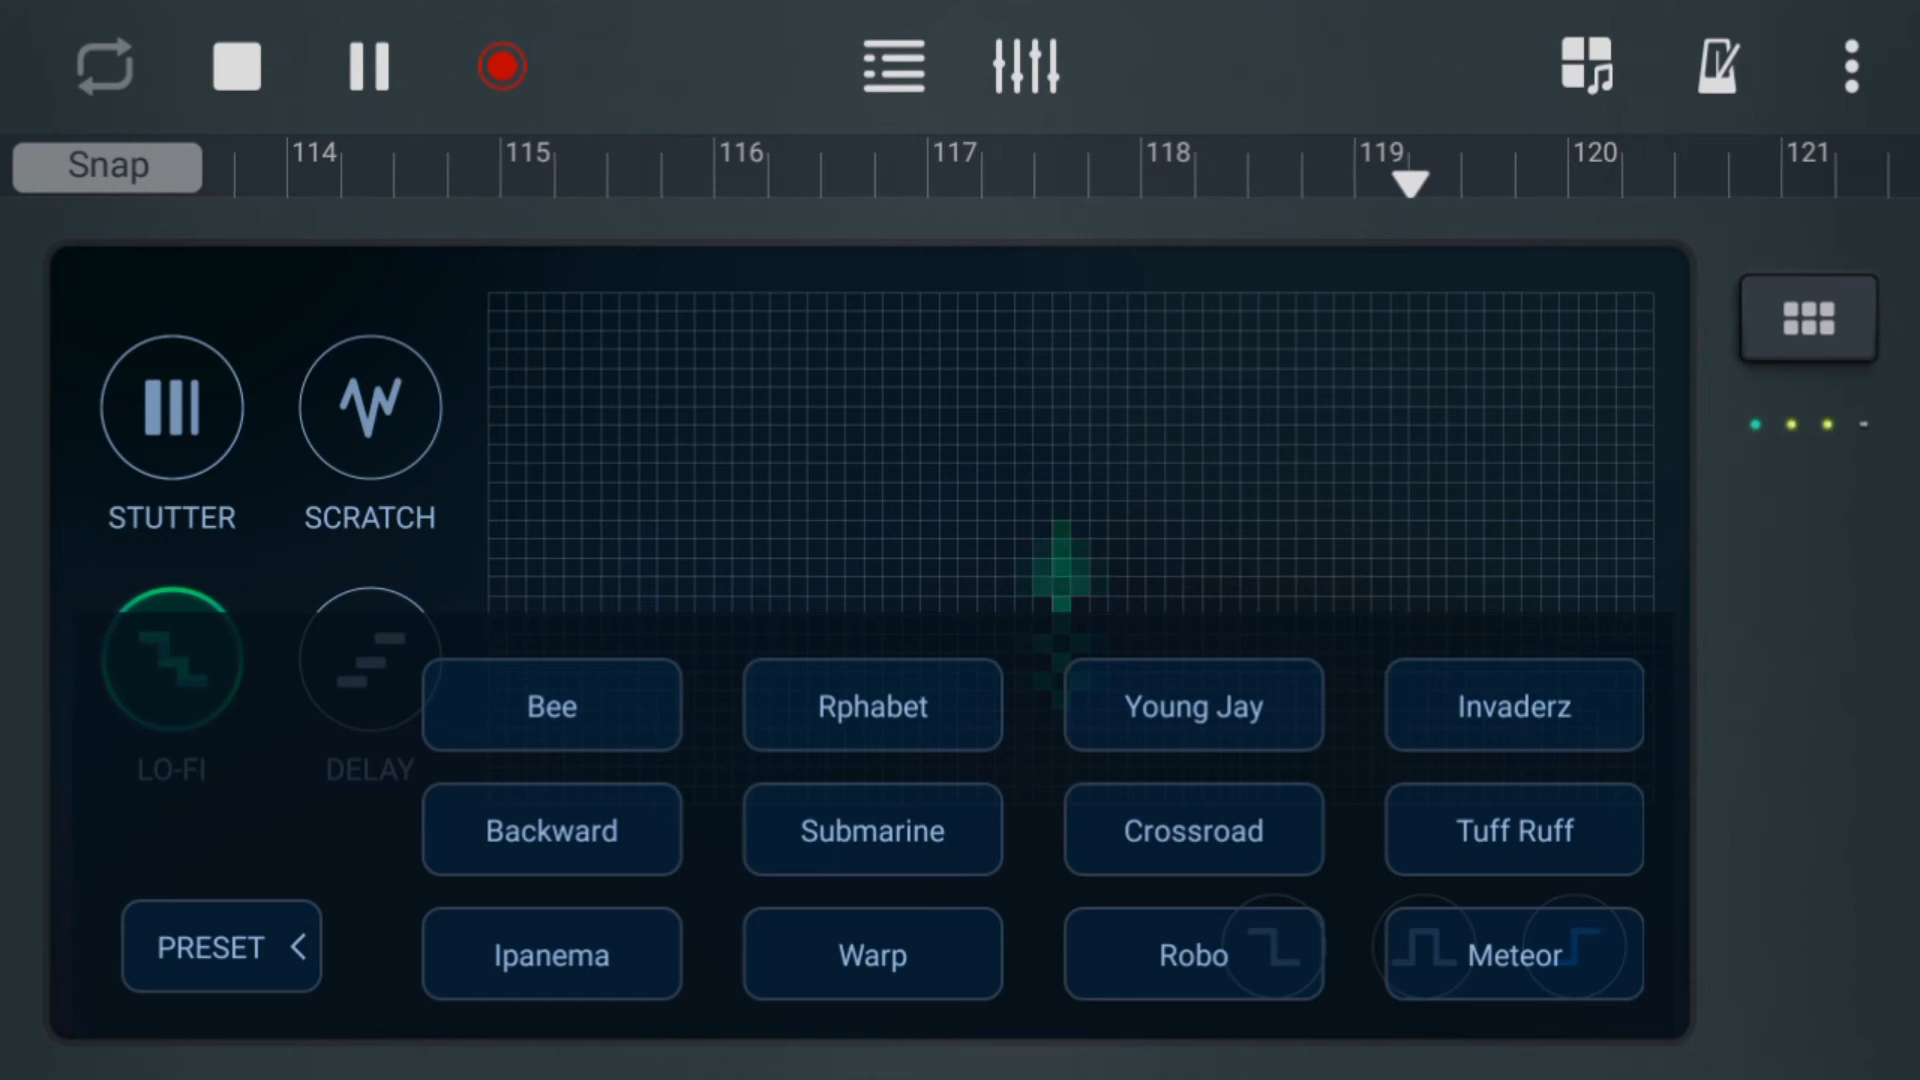 Snap 114 115 116 117 118 119 120 121
STUTTER SCRATCH
LO-FI DELAY
Bee Rphabet Young Jay Invaderz
Backward Submarine Crossroad Tuff Ruff
PRESET Ipanema Warp Robo Meteor